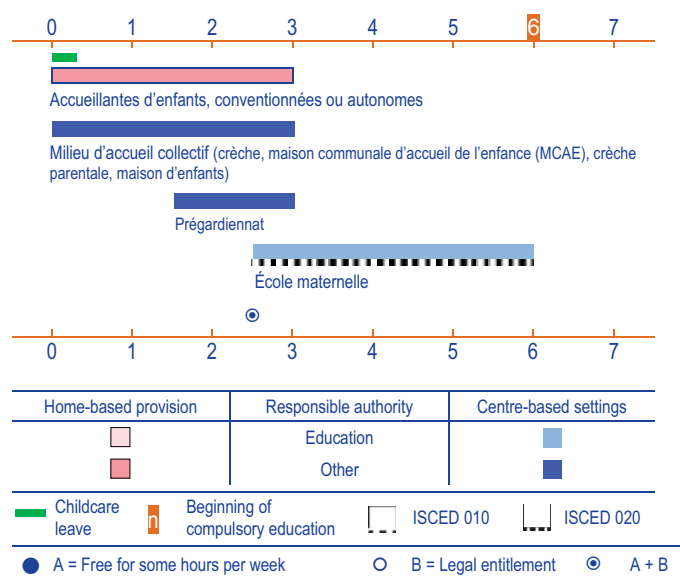 0 1 2 3 4 5 6 7
Accueillantes d’enfants, conventionnées ou autonomes
Milieu d’accueil collectif (crèche, maison communale d’accueil de l’enfance (MCAE), crèche
parentale, maison d’enfants)
Prégardiennat
École maternelle
0 1 2 3 4 5 6 7
Home-based provision Responsible authority Centre-based settings
Education
Other
Childcare
leave
n
Beginning of
compulsory education
ISCED 010
ISCED 020
A = Free for some hours per week B = Legal entitlement A + B